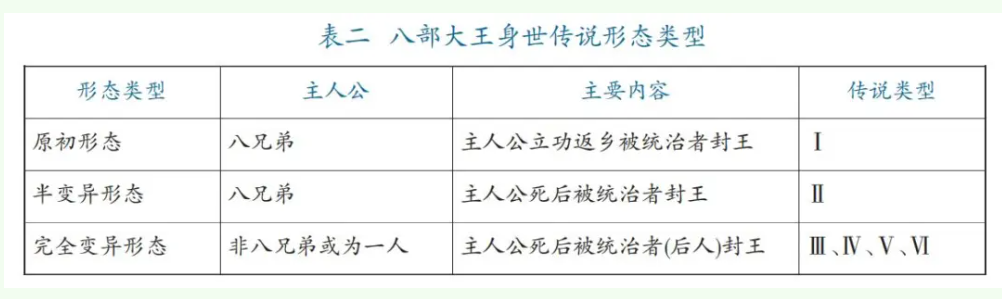 表二 八部大王身世传说形态类型
形态类型 主人公 主要内容 传说类型
原初形态 八兄弟 主人公立功返乡被统治者封王 Ⅰ
半变异形态 八兄弟 主人公死后被统治者封王 Ⅱ
完全变异形态 非八兄弟或为一人 主人公死后被统治者(后人)封王 Ⅲ、Ⅳ、Ⅴ、Ⅵ